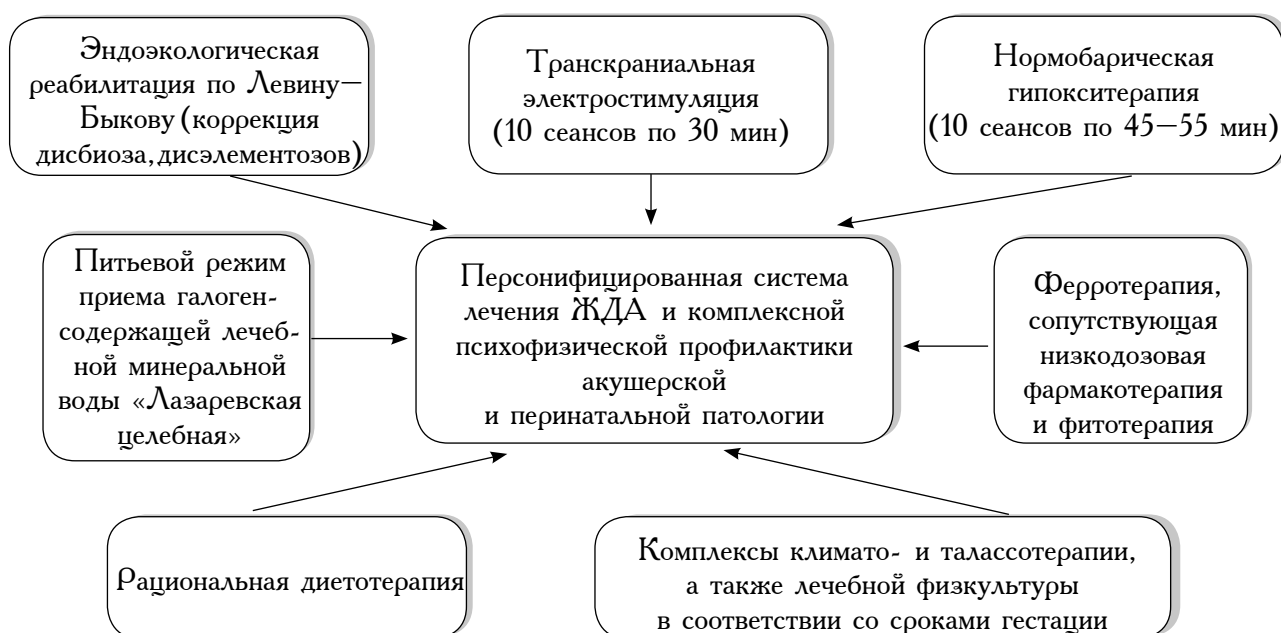 Эндоэкологическая
реабилитация по Левину—
Быкову (коррекция
дисбиоза, дисэлементозов)
Транскраниальная
электростимуляция
(10 сеансов по 30 мин)
Нормобарическая
гипокситерапия
(10 сеансов по 45—55 мин)
Питьевой режим
приема галоген-
содержащей лечеб-
ной минеральной
воды «Лазаревская
целебная»
Персонифицированная система
лечения ЖДА и комплексной
психофизической профилактики
акушерской
и перинатальной патологии
Ферротерапия,
сопутствующая
низкодозовая
фармакотерапия
и фитотерапия
Рациональная диетотерапия
Комплексы климато- и талассотерапии,
а также лечебной физкультуры
в соответствии со сроками гестации